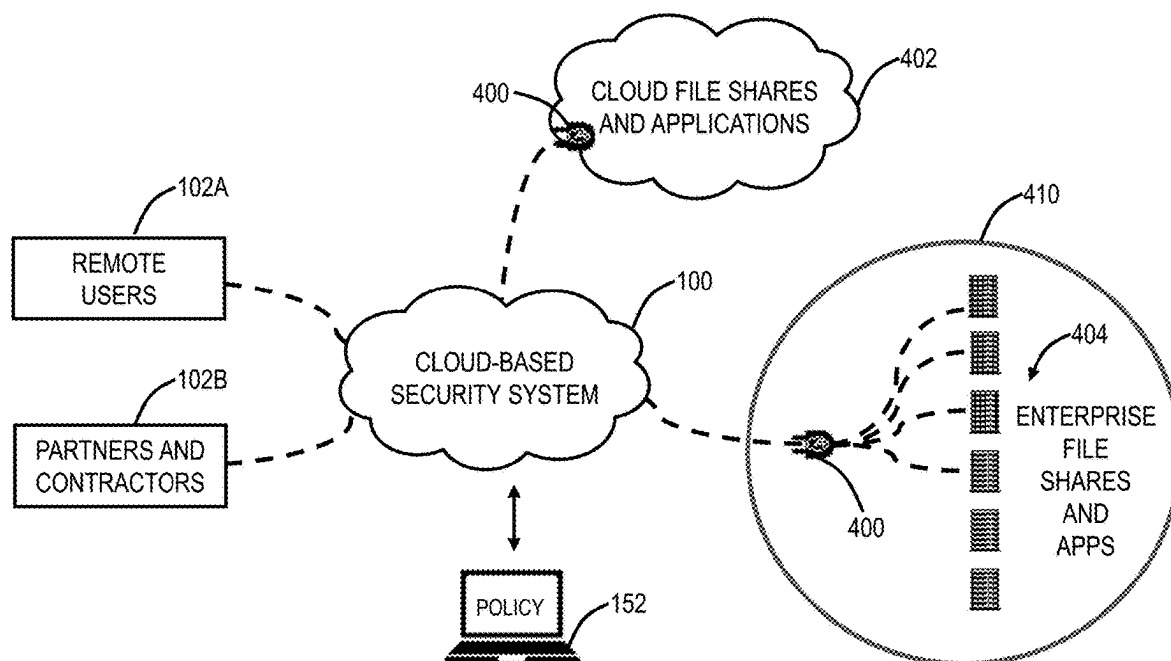 402
400
CLOUD FILE SHARES
AND APPLICATIONS
102A
410
REMOTE
USERS
100
404
CLOUD-BASED
SECURITY SYSTEM
102B
ENTERPRISE
FILE
SHARES
AND
APPS
PARTNERS AND
CONTRACTORS
400
POLICY
152